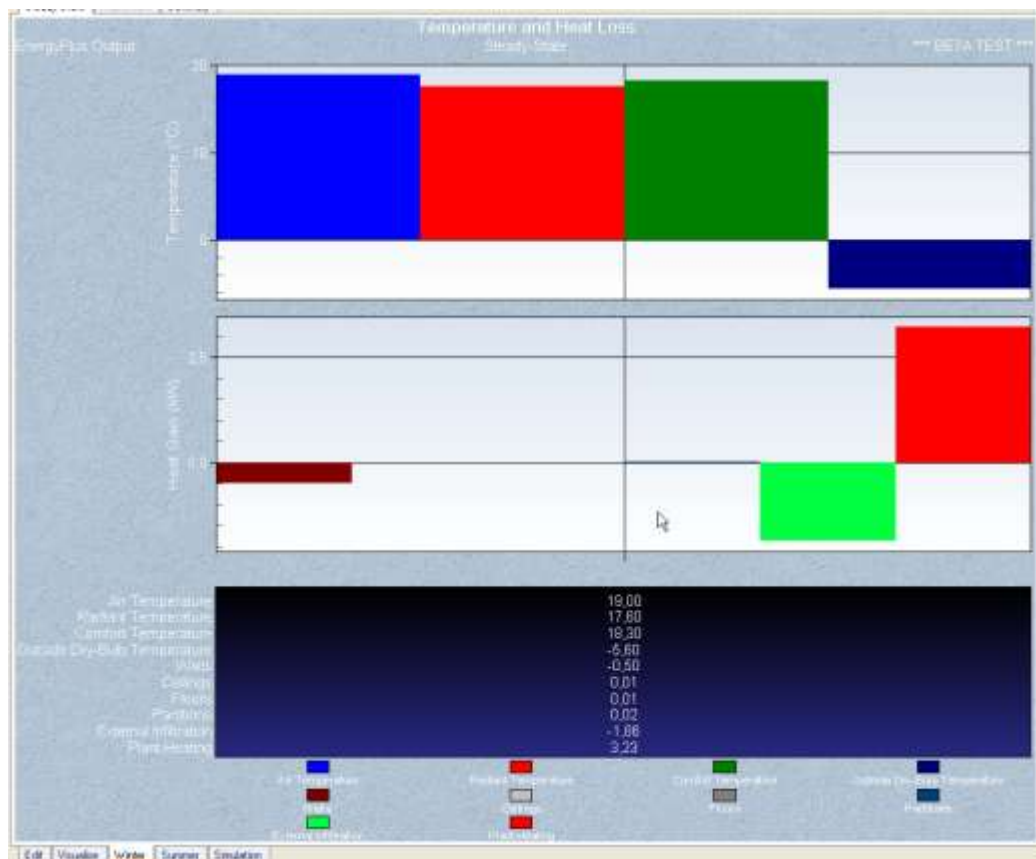 Temperature and Heat Loss
EnergyPlus Output
Steady-State
*** BETA TEST ***
20
10
0
Temperature (°C)
2.5
0.0
Heat Gain (kW)
Air Temperature 19,00
Radiant Temperature 17,60
Comfort Temperature 18,30
Outside Dry-Bulb Temperature -5,60
Walls -0,50
Ceilings 0,01
Floors 0,01
Partitions 0,02
External Infiltration -1,86
Plant Heating 3,23
Air Temperature Radiant Temperature Comfort Temperature Outside Dry-Bulb Temperature
Walls Ceilings Floors Partitions
External Infiltration Plant Heating
Edit Visualise Winter Summer Simulation